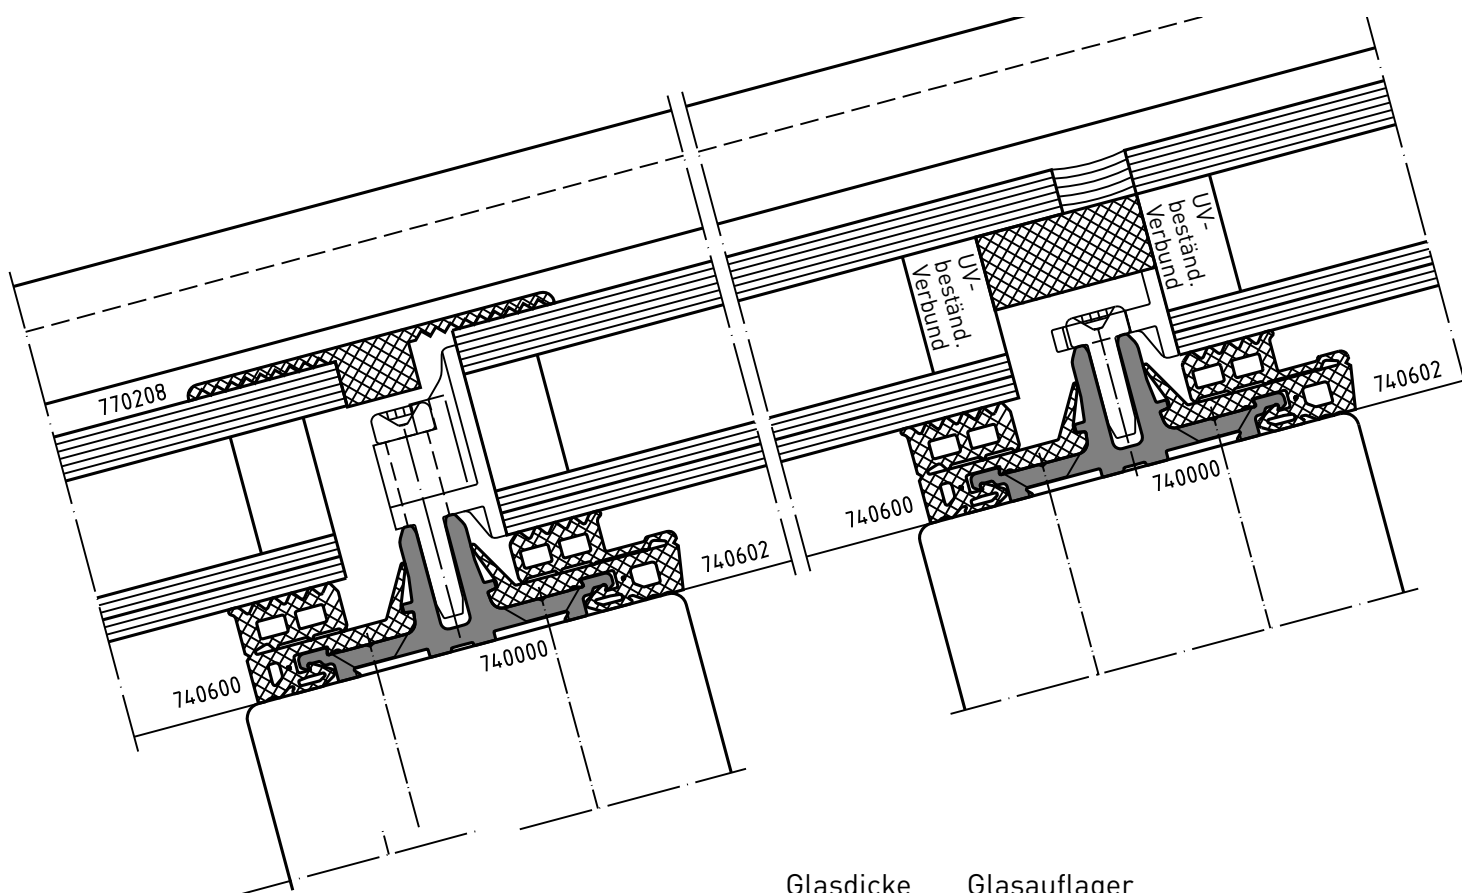 UV-
beständ.
Verbund
UV-
beständ.
Verbund
770208
740602
740600
740000
740602
740600
740000
Glasdicke Glasauflager